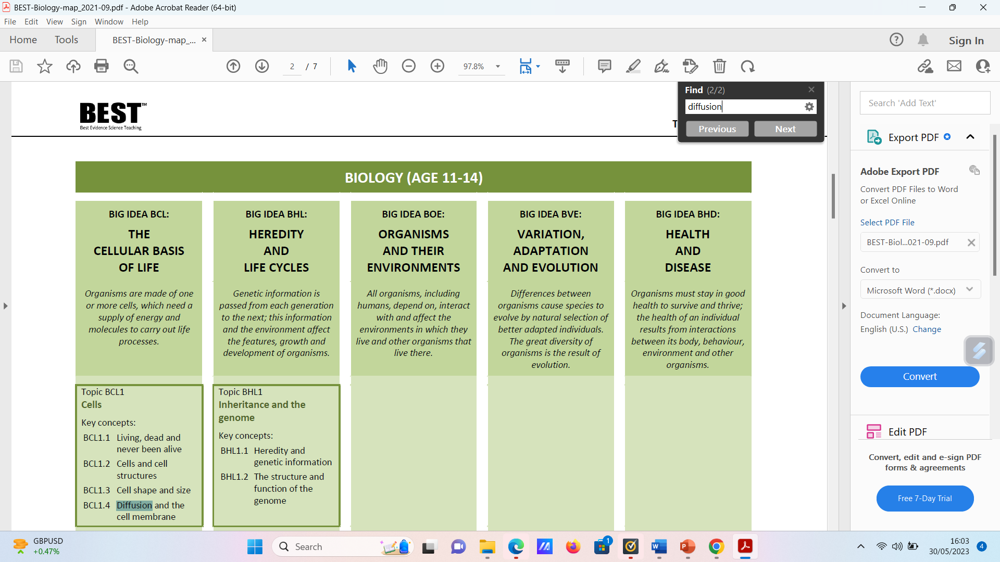 BEST-Biology-map_2021-09.pdf - Adobe Acrobat Reader (64-bit)
File Edit View Sign Window Help
Home Tools BEST-Biology-map_... × Sign In
2 / 7 97.8%
Find (2/2)
diffusion
Previous Next
BEST™
Best Evidence Science Teaching
T
BIOLOGY (AGE 11-14)
BIG IDEA BCL:
THE
CELLULAR BASIS
OF LIFE
Organisms are made of one
or more cells, which need a
supply of energy and
molecules to carry out life
processes.
BIG IDEA BHL:
HEREDITY
AND
LIFE CYCLES
Genetic information is
passed from each generation
to the next; this information
and the environment affect
the features, growth and
development of organisms.
BIG IDEA BOE:
ORGANISMS
AND THEIR
ENVIRONMENTS
All organisms, including
humans, depend on, interact
with and affect the
environments in which they
live and other organisms that
live there.
BIG IDEA BVE:
VARIATION,
ADAPTATION
AND EVOLUTION
Differences between
organisms cause species to
evolve by natural selection of
better adapted individuals.
The great diversity of
organisms is the result of
evolution.
BIG IDEA BHD:
HEALTH
AND
DISEASE
Organisms must stay in good
health to survive and thrive;
the health of an individual
results from interactions
between its body, behaviour,
environment and other
organisms.
Topic BCL1
Cells
Key concepts:
BCL1.1 Living, dead and
never been alive
BCL1.2 Cells and cell
structures
BCL1.3 Cell shape and size
BCL1.4 Diffusion and the
cell membrane
Topic BHL1
Inheritance and the
genome
Key concepts:
BHL1.1 Heredity and
genetic information
BHL1.2 The structure and
function of the
genome
Search 'Add Text'
Export PDF
Adobe Export PDF
Convert PDF Files to Word
or Excel Online
Select PDF File
BEST-Biol...021-09.pdf
Convert to
Microsoft Word (*.docx)
Document Language:
English (U.S.) Change
Convert
Edit PDF
Convert, edit and e-sign PDF
forms & agreements
Free 7-Day Trial
GBPUSD
+0.47%
Search
1
16:03
30/05/2023
4